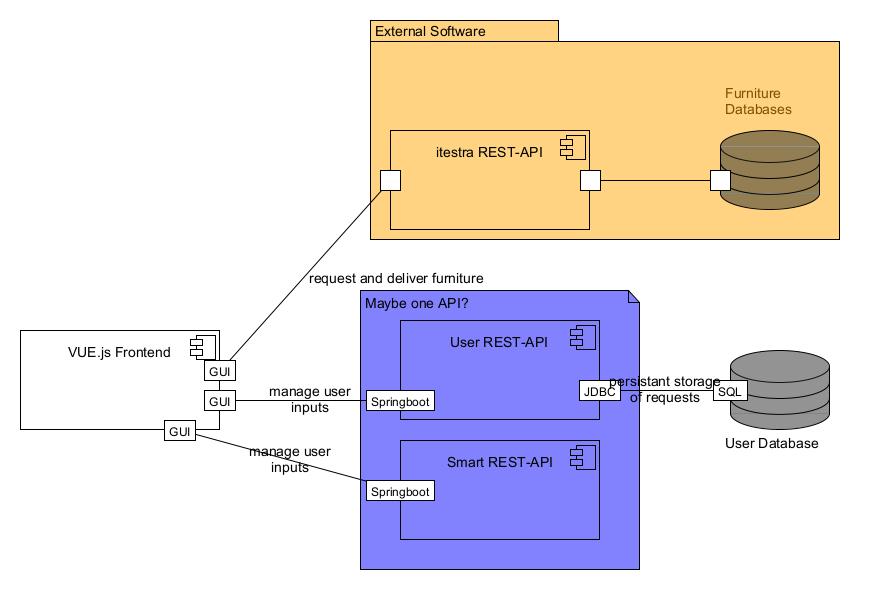 External Software
Furniture
Databases
itestra REST-API
request and deliver furniture
Maybe one API?
VUE.js Frontend
GUI
User REST-API
manage user
inputs
GUI
Springboot
JDBC
persistant storage
of requests
SQL
User Database
GUI
manage user
inputs
Smart REST-API
Springboot